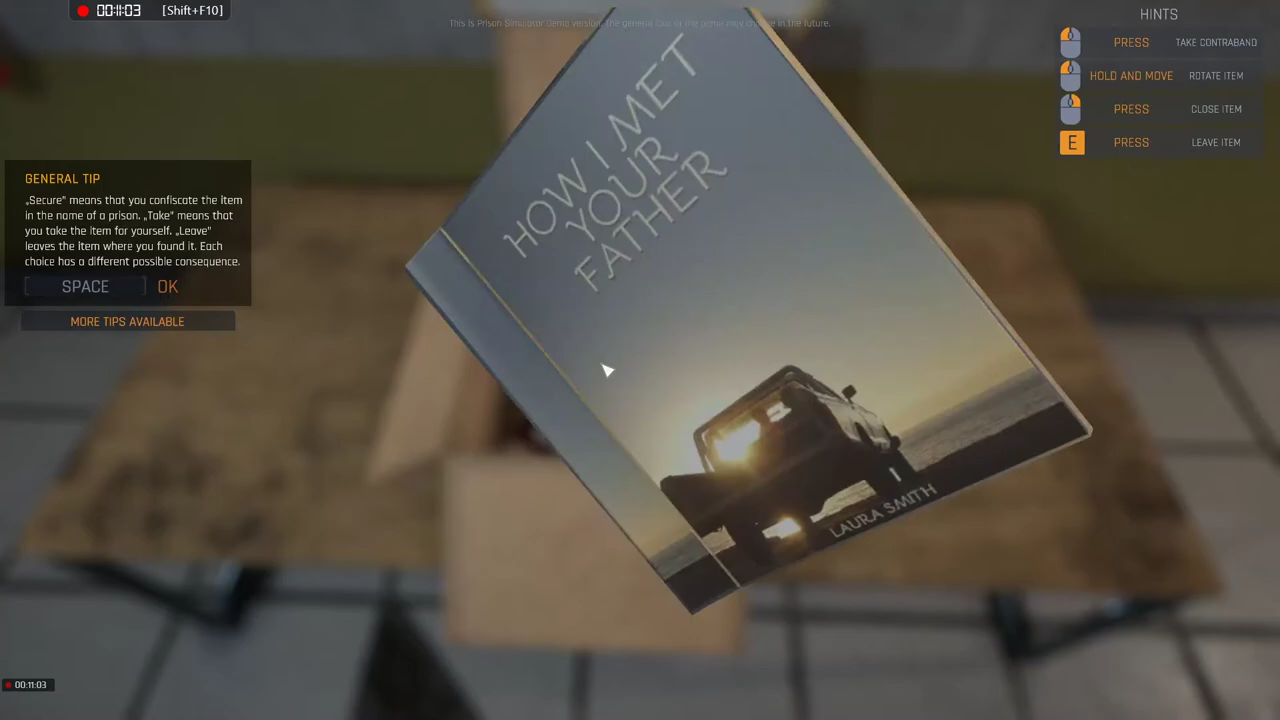 00:11:03 [Shift+F10]
This is Prison Simulator Demo version. The general look of the game may change in the future.
HINTS
PRESS TAKE CONTRABAND
HOLD AND MOVE ROTATE ITEM
PRESS CLOSE ITEM
E PRESS LEAVE ITEM
GENERAL TIP
„Secure" means that you confiscate the item
in the name of a prison. „Take" means that
you take the item for yourself. „Leave"
leaves the item where you found it. Each
choice has a different possible consequence.
SPACE OK
MORE TIPS AVAILABLE
HOW I MET
YOUR
FATHER
LAURA SMITH
00:11:03